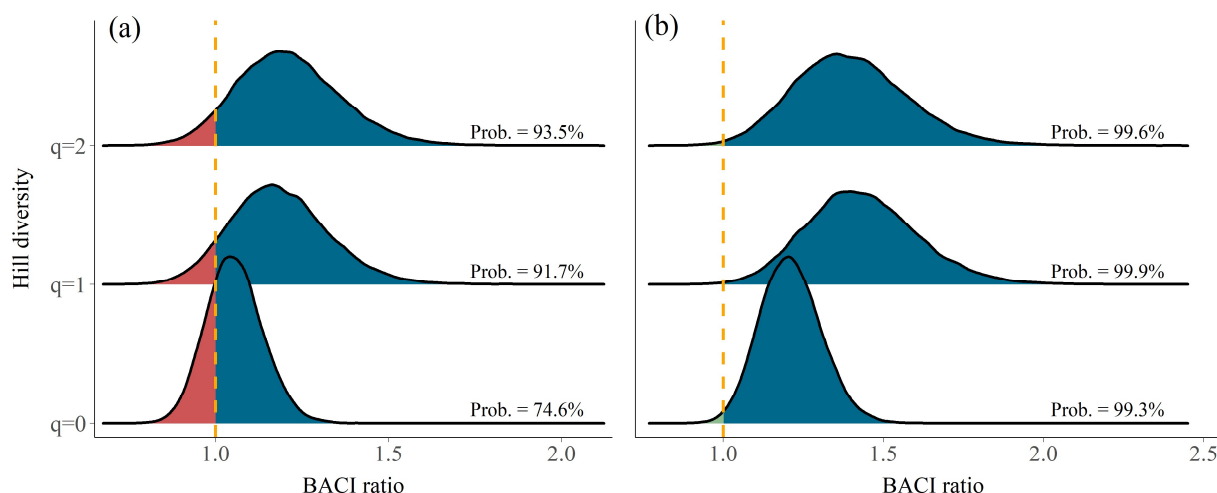 (a)
(b)
Hill diversity
q=2
Prob. = 93.5%
Prob. = 99.6%
q=1
Prob. = 91.7%
Prob. = 99.9%
q=0
Prob. = 74.6%
Prob. = 99.3%
1.0 1.5 2.0
1.0 1.5 2.0 2.5
BACI ratio
BACI ratio